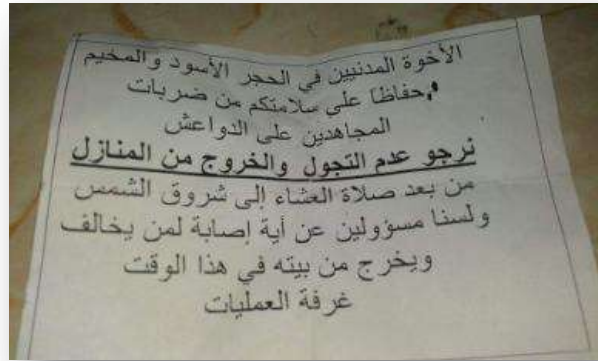 الأخوة المدنيين في الحجر الأسود والمخيم
حفاظا على سلامتكم من ضربات
المجاهدين على الدواعش
نرجو عدم التجول والخروج من المنازل
من بعد صلاة العشاء إلى شروق الشمس
ولسنا مسؤولين عن أية إصابة لمن يخالف
ويخرج من بيته في هذا الوقت
غرفة العمليات